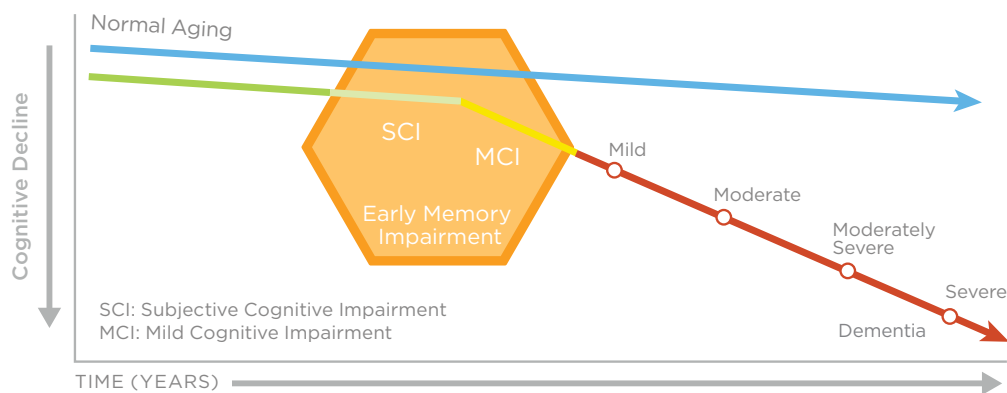 Normal Aging
Cognitive Decline
SCI
MCI
Early Memory
Impairment
Mild
Moderate
Moderately
Severe
Severe
Dementia
SCI: Subjective Cognitive Impairment
MCI: Mild Cognitive Impairment
TIME (YEARS)